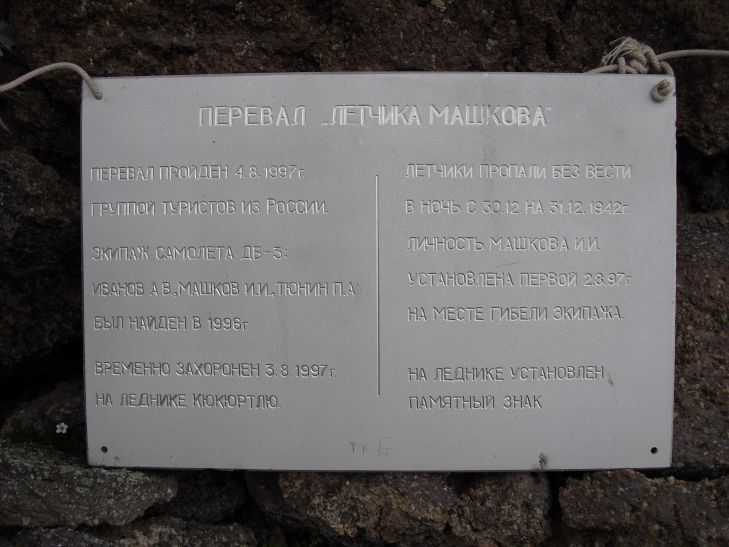 ПЕРЕВАЛ „ЛЕТЧИКА МАШКОВА"
ПЕРЕВАЛ ПРОЙДЕН 4.8.1997г.
ГРУППОЙ ТУРИСТОВ ИЗ РОССИИ.
ЭКИПАЖ САМОЛЕТА ДБ-3:
ИВАНОВ А.В., МАШКОВ И.И., ТЮНИН П.А.
БЫЛ НАЙДЕН В 1996г.
ВРЕМЕННО ЗАХОРОНЕН 3.8.1997г.
НА ЛЕДНИКЕ КЮКЮРТЛЮ.
ЛЕТЧИКИ ПРОПАЛИ БЕЗ ВЕСТИ
В НОЧЬ С 30.12. НА 31.12.1942г.
ЛИЧНОСТЬ МАШКОВА И.И.
УСТАНОВЛЕНА ПЕРВОЙ 2.8.97г.
НА МЕСТЕ ГИБЕЛИ ЭКИПАЖА.
НА ЛЕДНИКЕ УСТАНОВЛЕН
ПАМЯТНЫЙ ЗНАК.